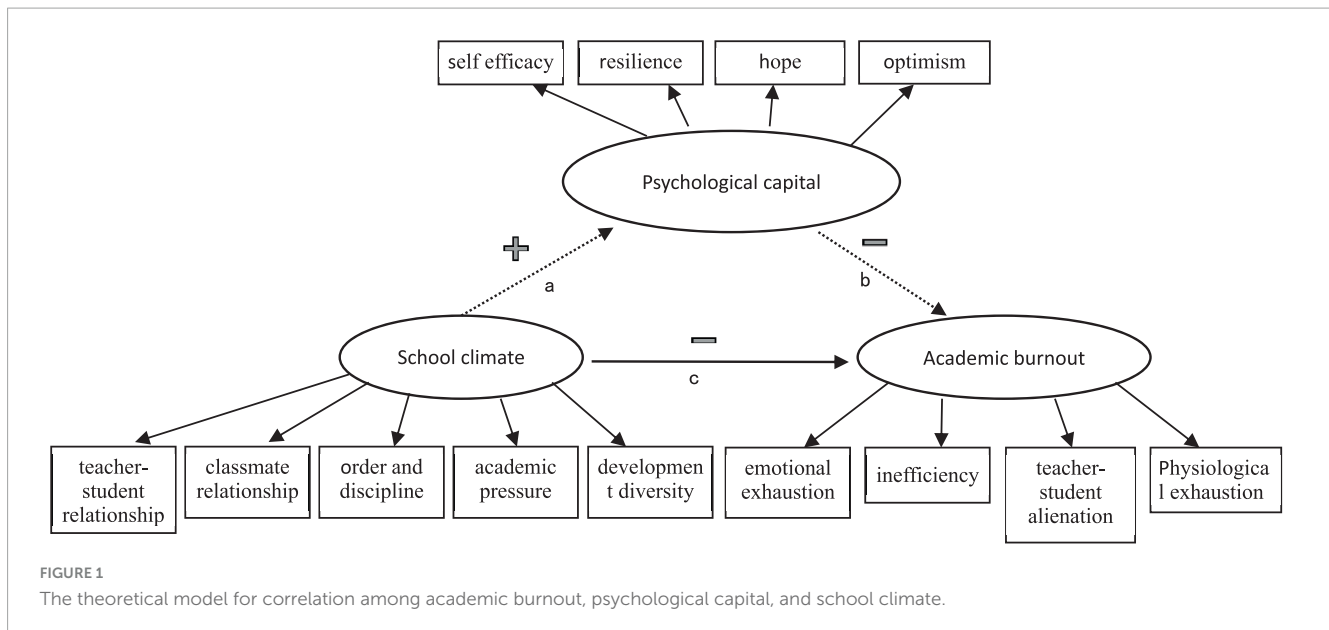 self efficacy
resilience
hope
optimism
Psychological capital
+
−
a
b
School climate
−
Academic burnout
c
teacher-
student
relationship
classmate
relationship
order and
discipline
academic
pressure
developmen
t diversity
emotional
exhaustion
inefficiency
teacher-
student
alienation
Physiologica
l exhaustion
FIGURE 1
The theoretical model for correlation among academic burnout, psychological capital, and school climate.